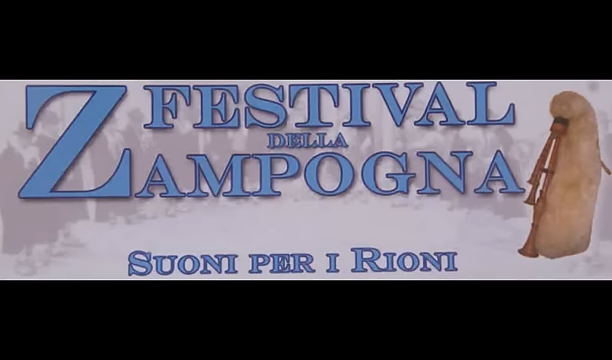 FESTIVAL
DELLA
ZAMPOGNA
SUONI PER I RIONI